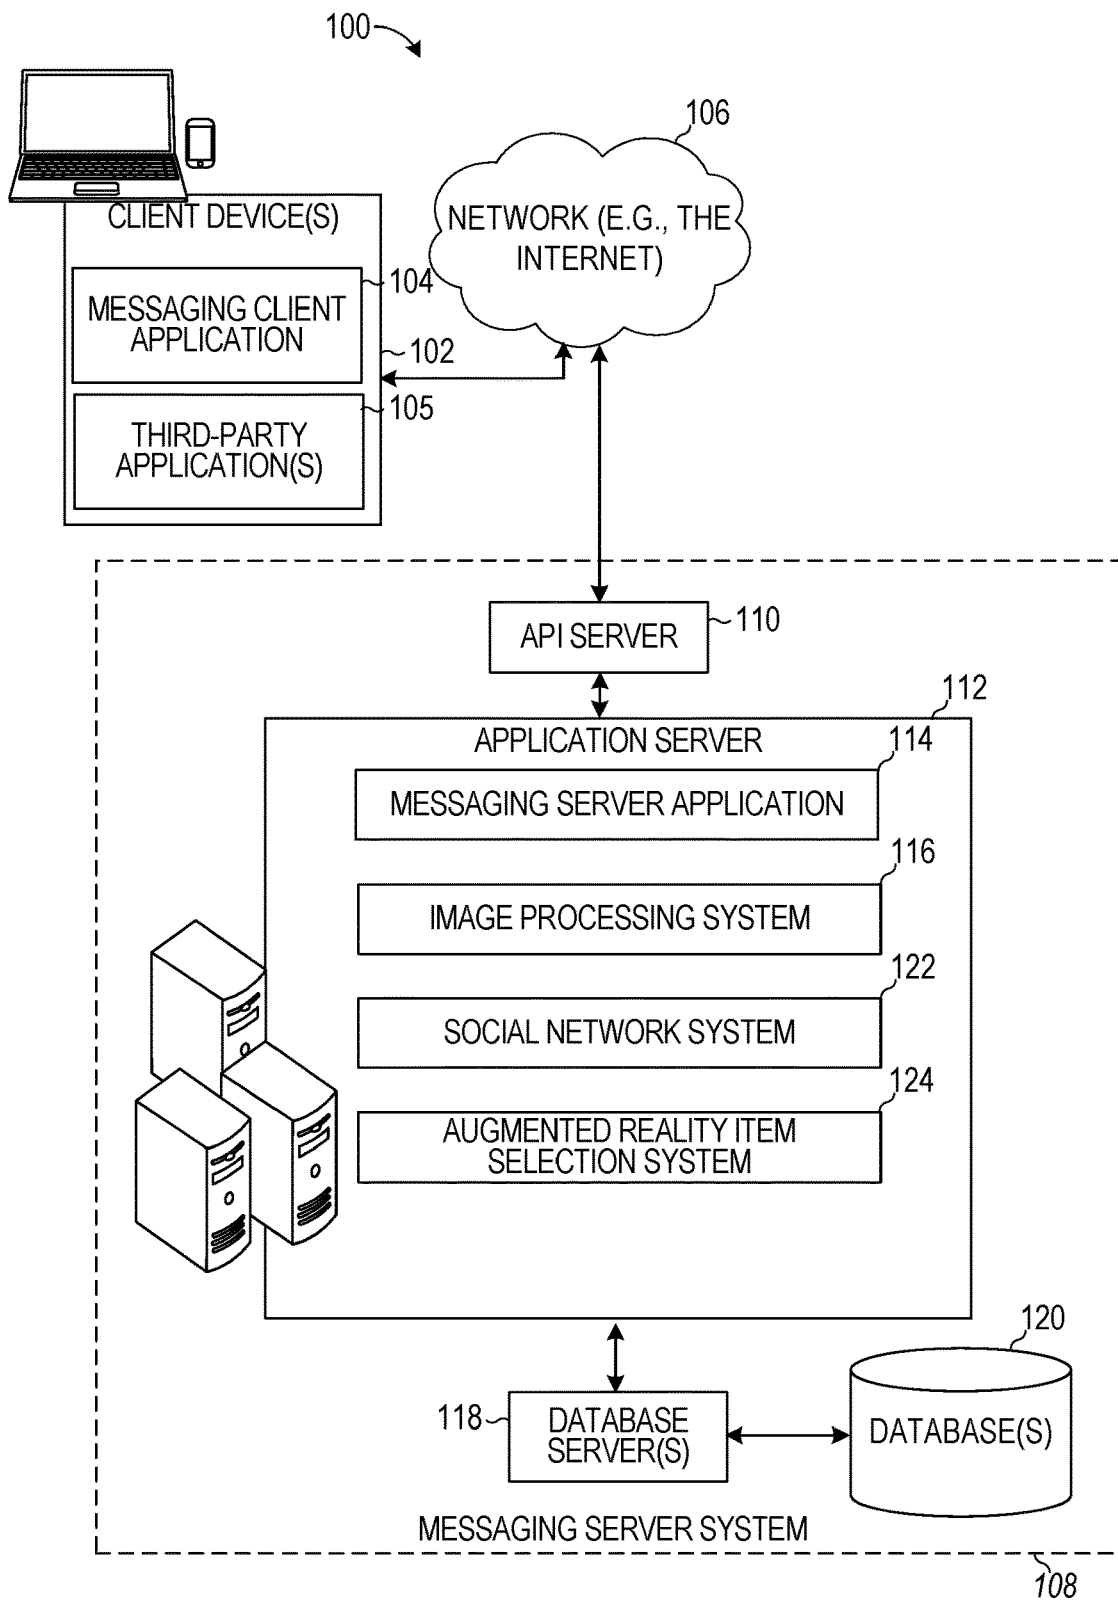 100
106
CLIENT DEVICE(S)
NETWORK (E.G., THE
INTERNET)
104
MESSAGING CLIENT
APPLICATION
102
105
THIRD-PARTY
APPLICATION(S)
API SERVER
110
112
APPLICATION SERVER
114
MESSAGING SERVER APPLICATION
116
IMAGE PROCESSING SYSTEM
122
SOCIAL NETWORK SYSTEM
124
AUGMENTED REALITY ITEM
SELECTION SYSTEM
120
118
DATABASE
SERVER(S)
DATABASE(S)
MESSAGING SERVER SYSTEM
108